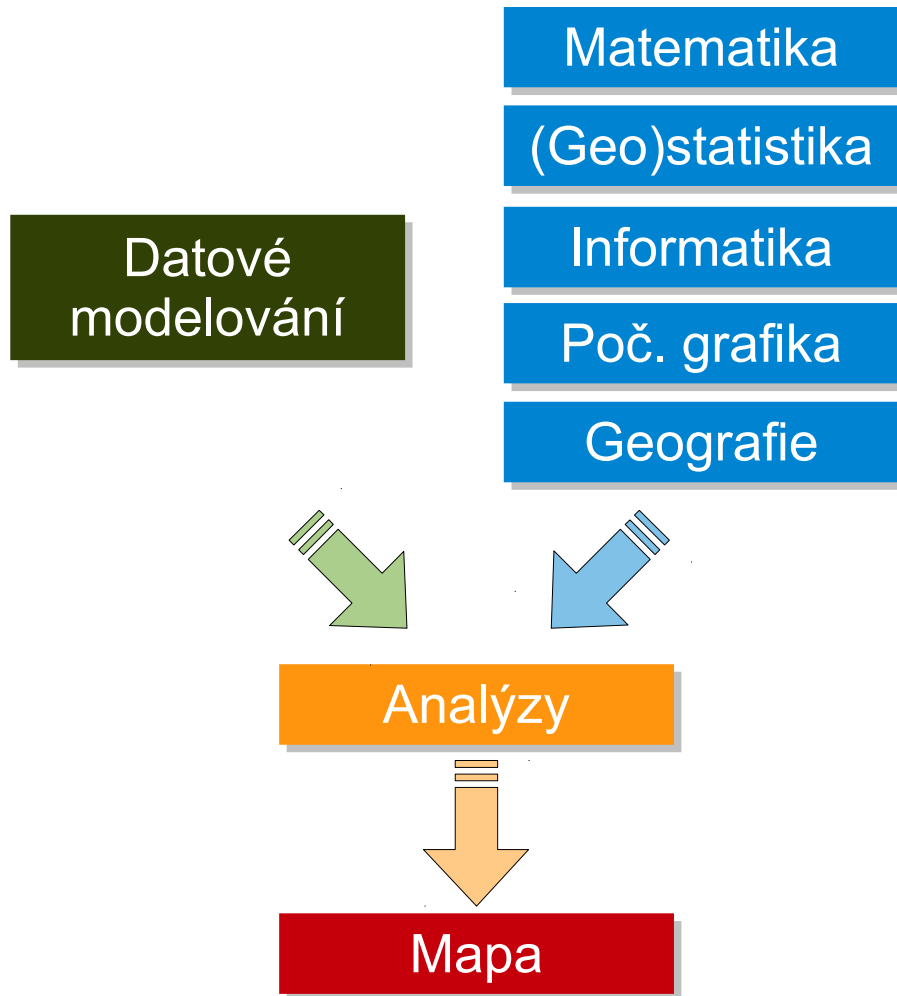 Matematika
(Geo)statistika
Datové
modelování
Informatika
Poč. grafika
Geografie
Analýzy
Mapa